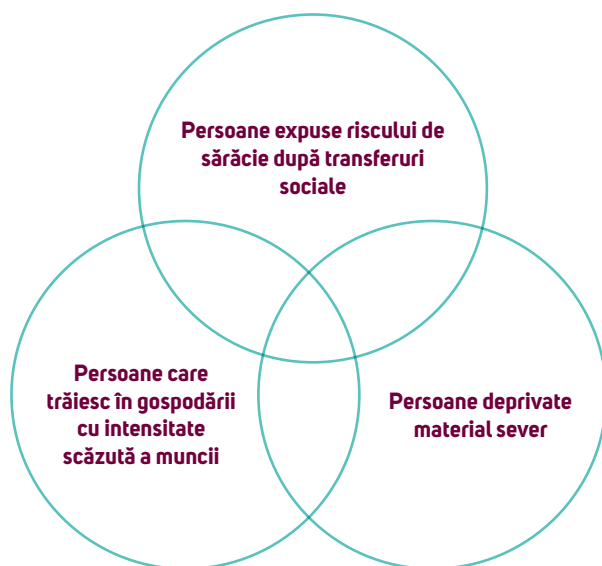 Persoane expuse riscului de
sărăcie după transferuri
sociale
Persoane care
trăiesc în gospodării
cu intensitate
scăzută a muncii
Persoane deprivate
material sever